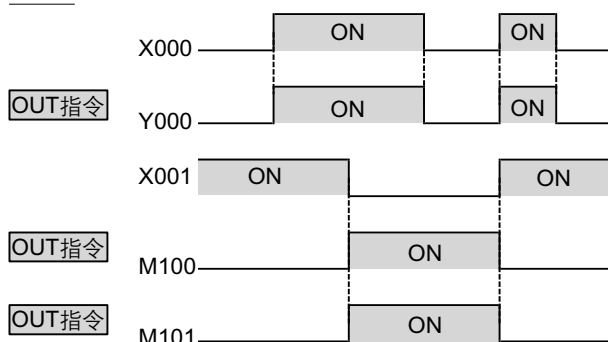 X000 ON ON
OUT指令 Y000 ON ON
X001 ON ON
OUT指令 M100 ON
OUT指令 M101 ON